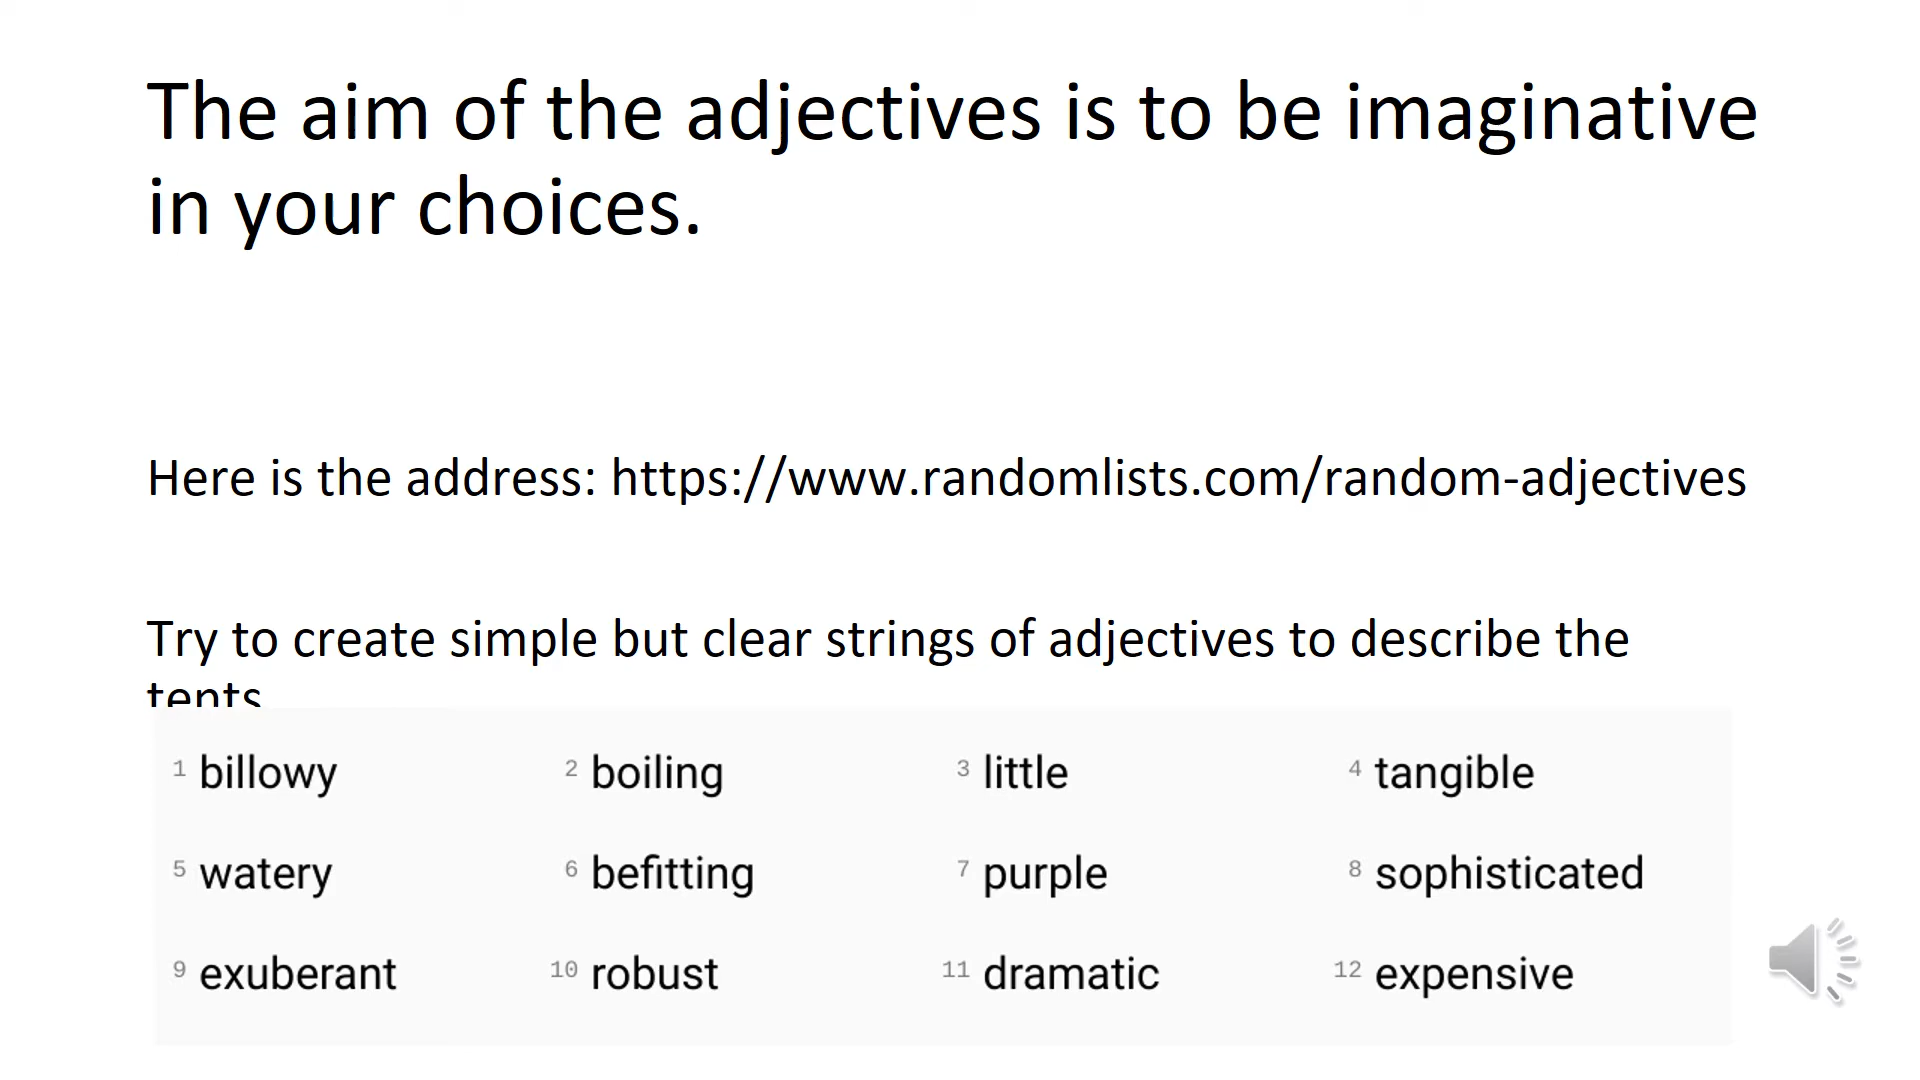 The aim of the adjectives is to be imaginative
in your choices.
Here is the address: https://www.randomlists.com/random-adjectives
Try to create simple but clear strings of adjectives to describe the
tents
1 billowy 2 boiling 3 little 4 tangible
5 watery 6 befitting 7 purple 8 sophisticated
9 exuberant 10 robust 11 dramatic 12 expensive